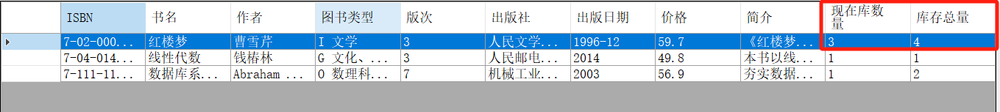 ISBN 书名 作者 图书类型 版次 出版社 出版日期 价格 简介 现在库数量 库存总量
7-02-000... 红楼梦 曹雪芹 I 文学 3 人民文学... 1996-12 59.7 《红楼梦... 3 4
7-04-014... 线性代数 钱椿林 G 文化、... 3 人民邮电... 2014 49.8 本书以线... 1 1
7-111-11... 数据库系... Abraham ... O 数理科... 7 机械工业... 2003 56.9 夯实数据... 1 2